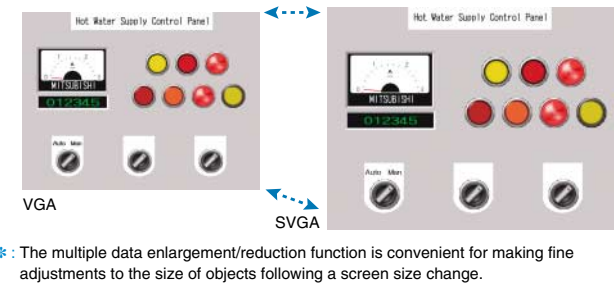 Hot Water Supply Control Panel
MITSUBISHI
012345
Auto Man
VGA
Hot Water Supply Control Panel
MITSUBISHI
012345
Auto Man
SVGA
✻ : The multiple data enlargement/reduction function is convenient for making fine
adjustments to the size of objects following a screen size change.